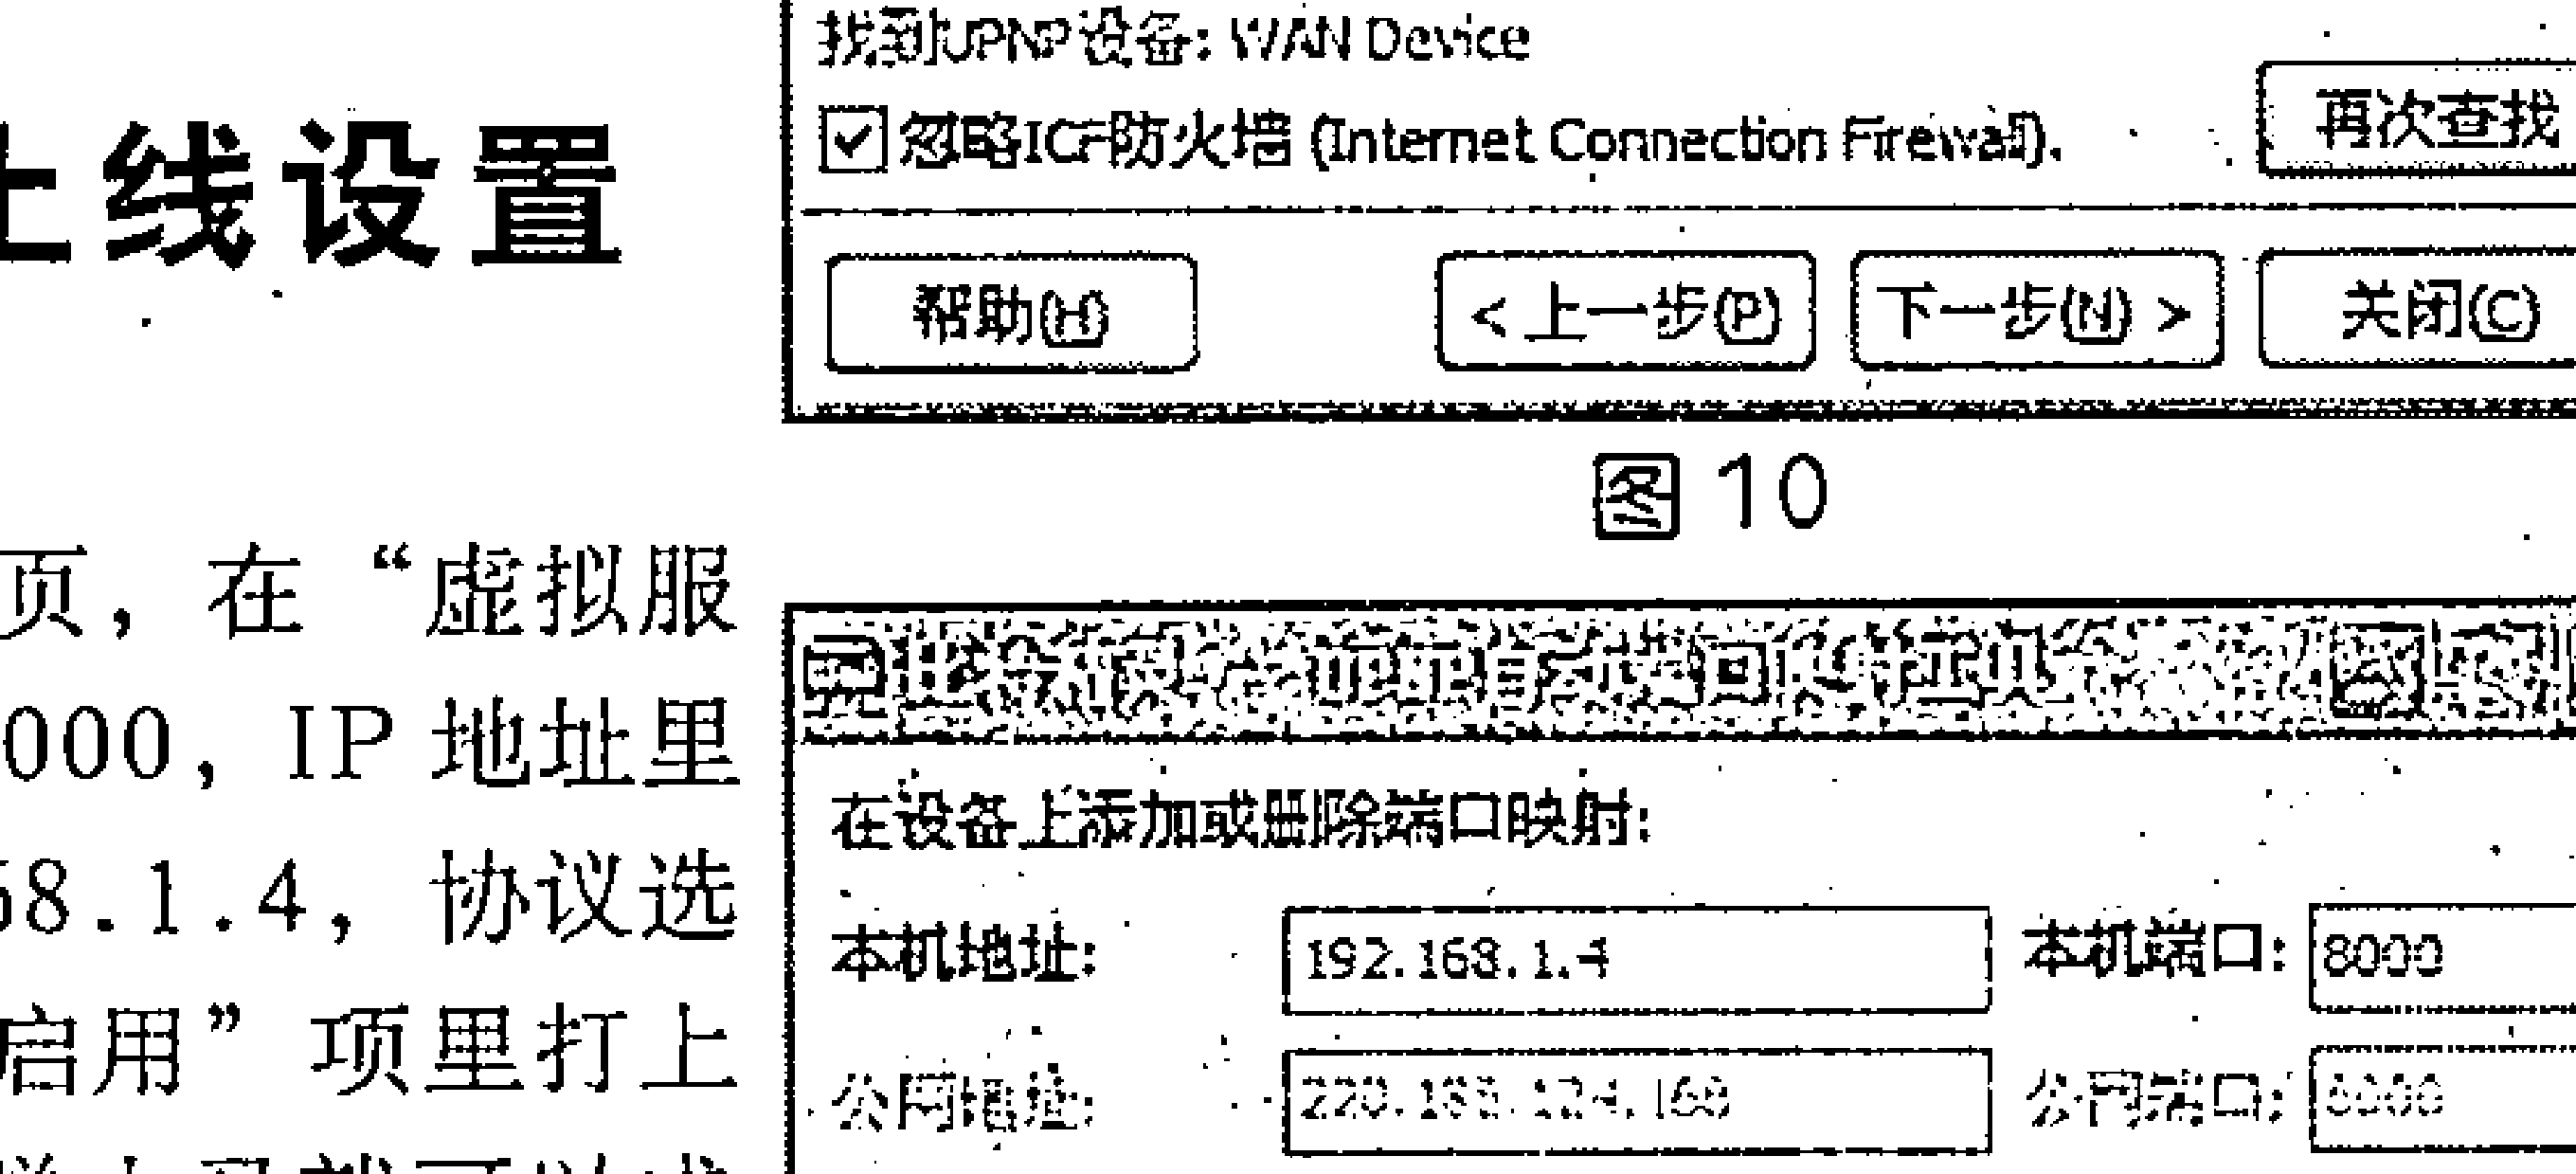 上线设置
页，在“虚拟服
000，IP 地址里
68.1.4，协议选
启用”项里打上
找到UPNP设备: WAN Device
忽略ICF防火墙 (Internet Connection Firewall).
再次查找
帮助(H)
< 上一步(P)
下一步(N) >
关闭(C)
图 10
在设备上添加或删除端口映射:
本机地址: 192.168.1.4 本机端口: 8000
公网地址: 公网端口: